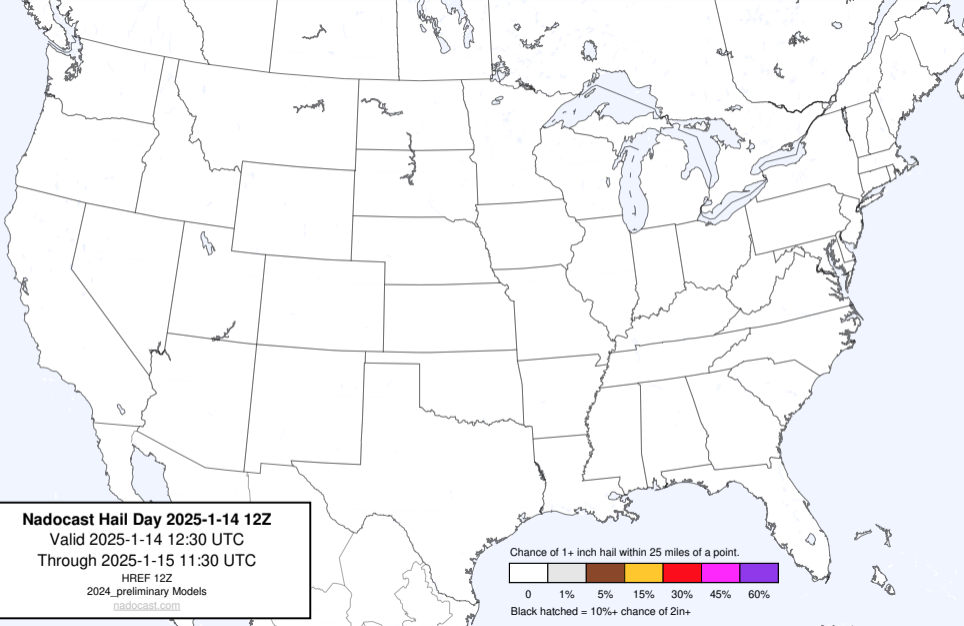 Nadocast Hail Day 2025-1-14 12Z
Valid 2025-1-14 12:30 UTC
Through 2025-1-15 11:30 UTC
HREF 12Z
2024_preliminary Models
nadocast.com
Chance of 1+ inch hail within 25 miles of a point.
0 1% 5% 15% 30% 45% 60%
Black hatched = 10%+ chance of 2in+